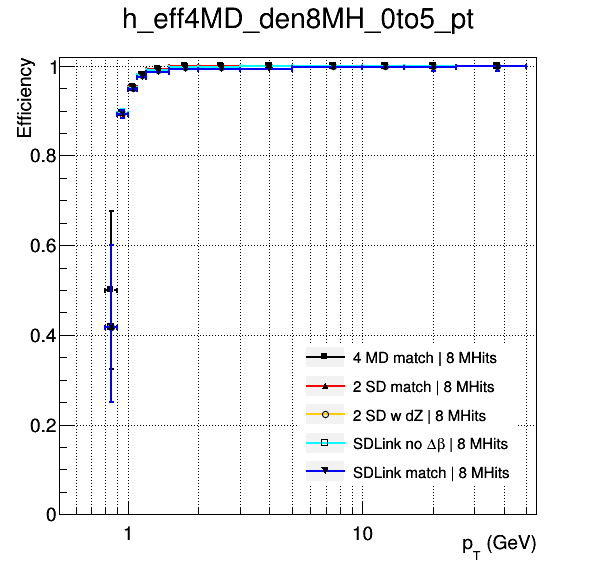 h_eff4MD_den8MH_0to5_pt
Efficiency
1
0.8
0.6
0.4
0.2
0
4 MD match | 8 MHits
2 SD match | 8 MHits
2 SD w dZ | 8 MHits
SDLink no Δβ | 8 MHits
SDLink match | 8 MHits
1
10
p_T (GeV)